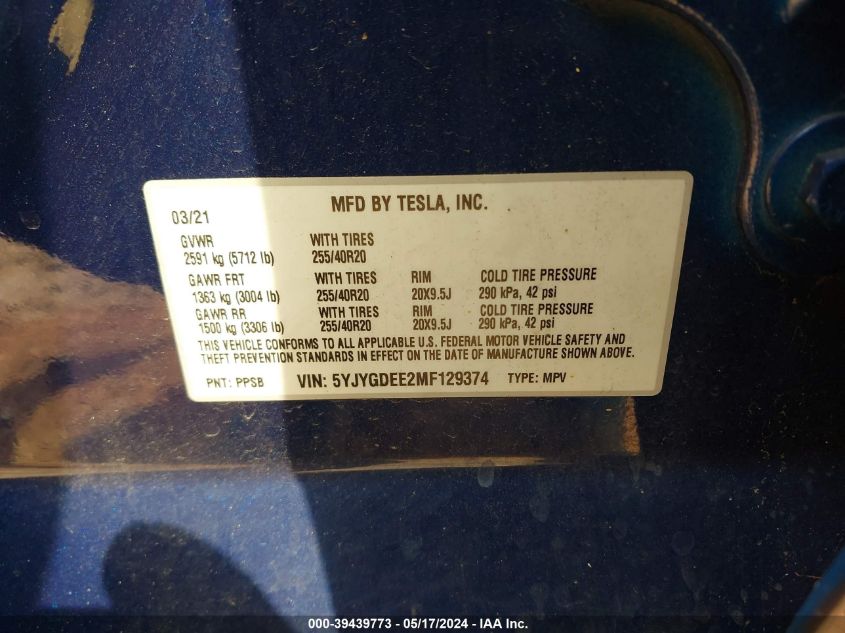 MFD BY TESLA, INC.
03/21
GVWR WITH TIRES
2591 kg (5712 lb) 255/40R20
GAWR FRT WITH TIRES RIM COLD TIRE PRESSURE
1363 kg (3004 lb) 255/40R20 20X9.5J 290 kPa, 42 psi
GAWR RR WITH TIRES RIM COLD TIRE PRESSURE
1500 kg (3306 lb) 255/40R20 20X9.5J 290 kPa, 42 psi
THIS VEHICLE CONFORMS TO ALL APPLICABLE U.S. FEDERAL MOTOR VEHICLE SAFETY AND
THEFT PREVENTION STANDARDS IN EFFECT ON THE DATE OF MANUFACTURE SHOWN ABOVE.
PNT: PPSB VIN: 5YJYGDEE2MF129374 TYPE: MPV
000-39439773 - 05/17/2024 - IAA Inc.